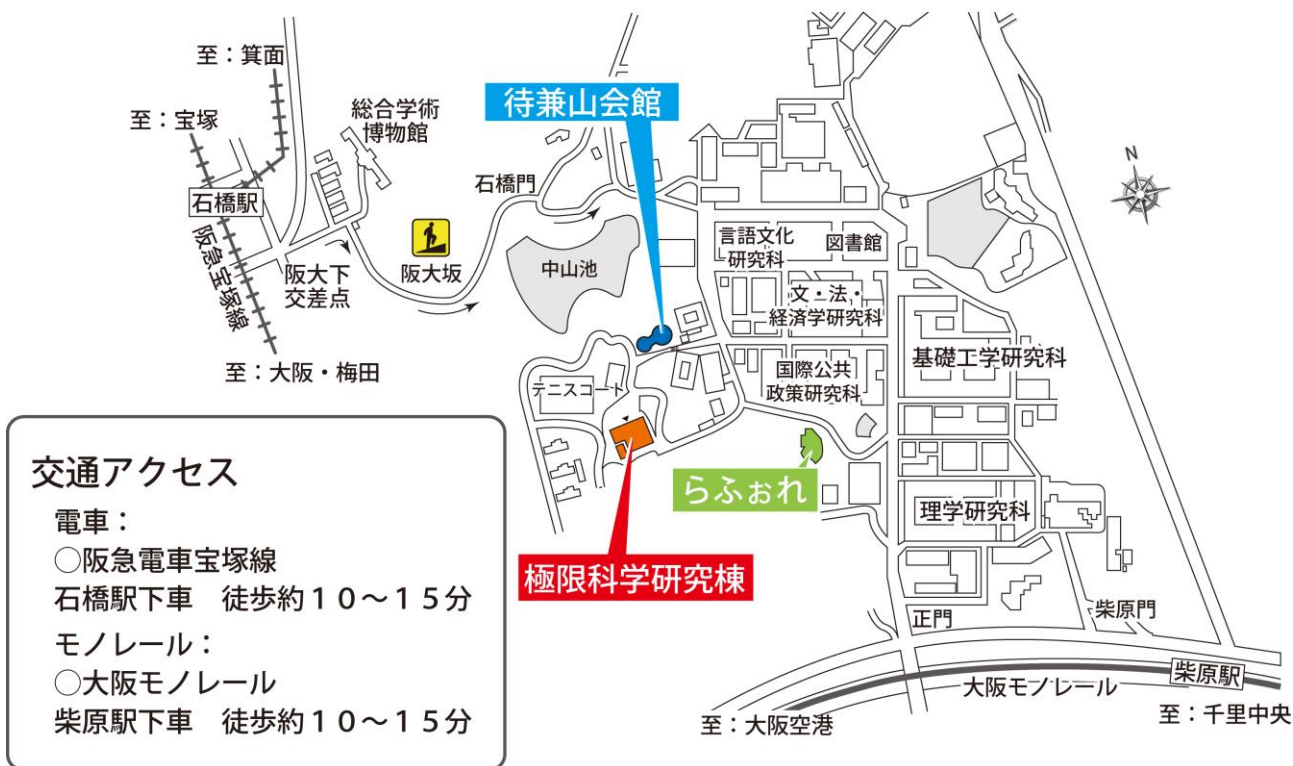 至：箕面
至：宝塚
総合学術
博物館
待兼山会館
石橋門
石橋駅
阪急宝塚線
阪大下
交差点
阪大坂
中山池
至：大阪・梅田
N
言語文化
研究科
図書館
文・法・
経済学研究科
国際公共
政策研究科
基礎工学研究科
テニスコート
らふぉれ
理学研究科
極限科学研究棟
正門
柴原門
柴原駅
大阪モノレール
至：大阪空港
至：千里中央
交通アクセス
電車：
○阪急電車宝塚線
石橋駅下車　徒歩約１０～１５分
モノレール：
○大阪モノレール
柴原駅下車　徒歩約１０～１５分